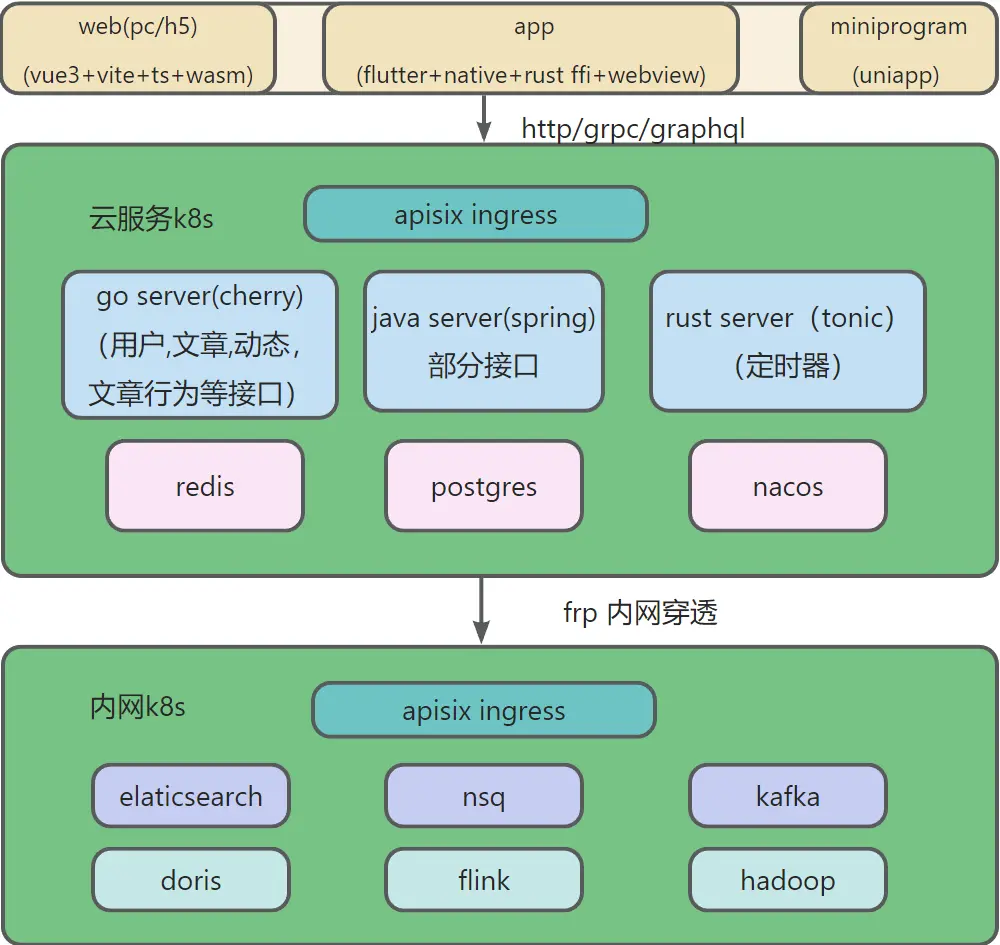 web(pc/h5)
(vue3+vite+ts+wasm)
app
(flutter+native+rust ffi+webview)
miniprogram
(uniapp)
http/grpc/graphql
云服务k8s
apisix ingress
go server(cherry)
（用户,文章,动态，
文章行为等接口）
java server(spring)
部分接口
rust server（tonic）
（定时器）
redis
postgres
nacos
frp 内网穿透
内网k8s
apisix ingress
elaticsearch
nsq
kafka
doris
flink
hadoop